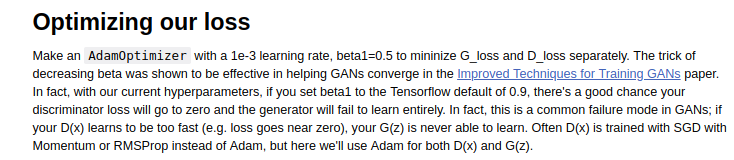 Optimizing our loss
Make an AdamOptimizer with a 1e-3 learning rate, beta1=0.5 to mininize G_loss and D_loss separately. The trick of
decreasing beta was shown to be effective in helping GANs converge in the Improved Techniques for Training GANs paper.
In fact, with our current hyperparameters, if you set beta1 to the Tensorflow default of 0.9, there's a good chance your
discriminator loss will go to zero and the generator will fail to learn entirely. In fact, this is a common failure mode in GANs; if
your D(x) learns to be too fast (e.g. loss goes near zero), your G(z) is never able to learn. Often D(x) is trained with SGD with
Momentum or RMSProp instead of Adam, but here we'll use Adam for both D(x) and G(z).